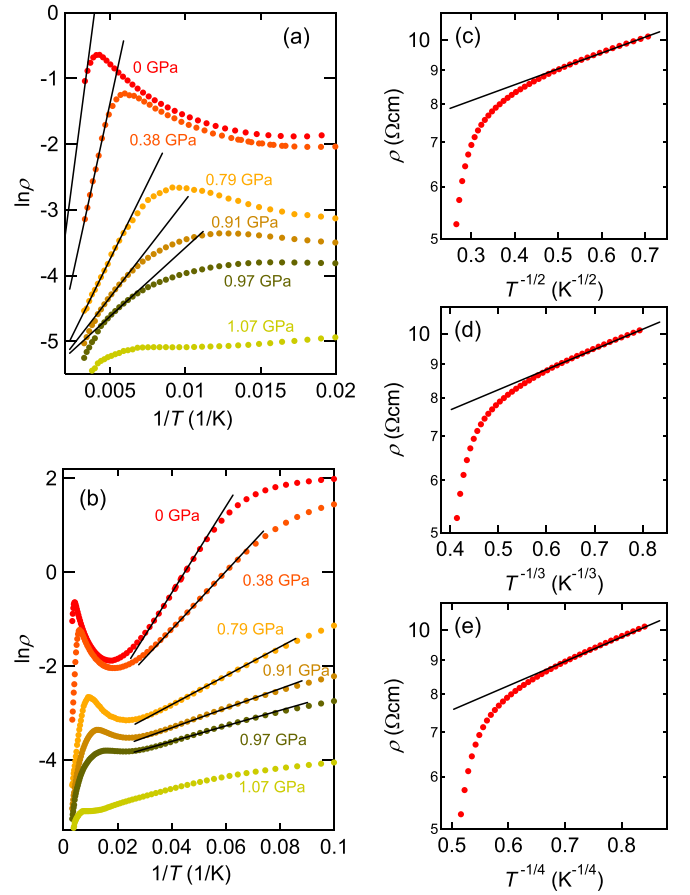 (a)
0
-1
-2
-3
-4
-5
lnρ
0 GPa
0.38 GPa
0.79 GPa
0.91 GPa
0.97 GPa
1.07 GPa
0.005
0.01
0.015
0.02
1/T (1/K)
(b)
2
0
-2
-4
lnρ
0 GPa
0.38 GPa
0.79 GPa
0.91 GPa
0.97 GPa
1.07 GPa
0
0.02
0.04
0.06
0.08
0.1
1/T (1/K)
(c)
10
9
8
7
6
5
ρ (Ωcm)
0.3
0.4
0.5
0.6
0.7
T⁻¹/² (K⁻¹/²)
(d)
10
9
8
7
6
5
ρ (Ωcm)
0.4
0.5
0.6
0.7
0.8
T⁻¹/³ (K⁻¹/³)
(e)
10
9
8
7
6
5
ρ (Ωcm)
0.5
0.6
0.7
0.8
T⁻¹/⁴ (K⁻¹/⁴)